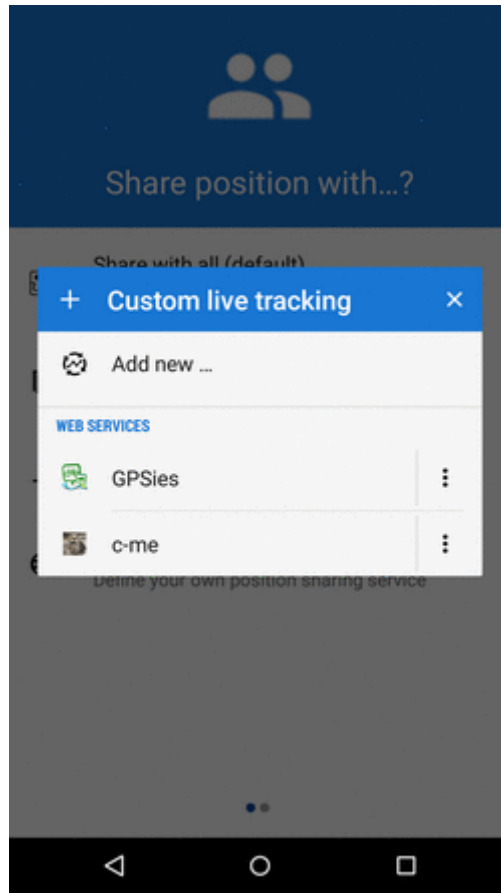 Share position with...?
Share with all (default)
Custom live tracking
Add new ...
WEB SERVICES
GPSies
c-me
Define your own position sharing service